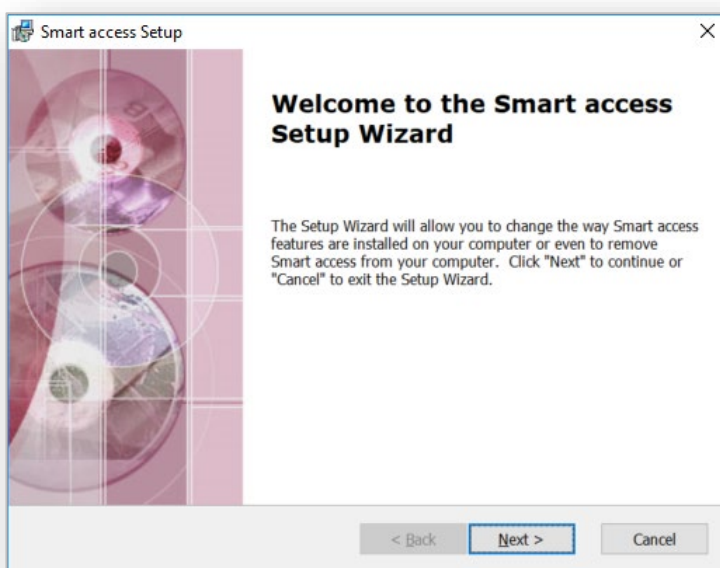 Smart access Setup
Welcome to the Smart access
Setup Wizard
The Setup Wizard will allow you to change the way Smart access
features are installed on your computer or even to remove
Smart access from your computer.  Click "Next" to continue or
"Cancel" to exit the Setup Wizard.
< Back
Next >
Cancel